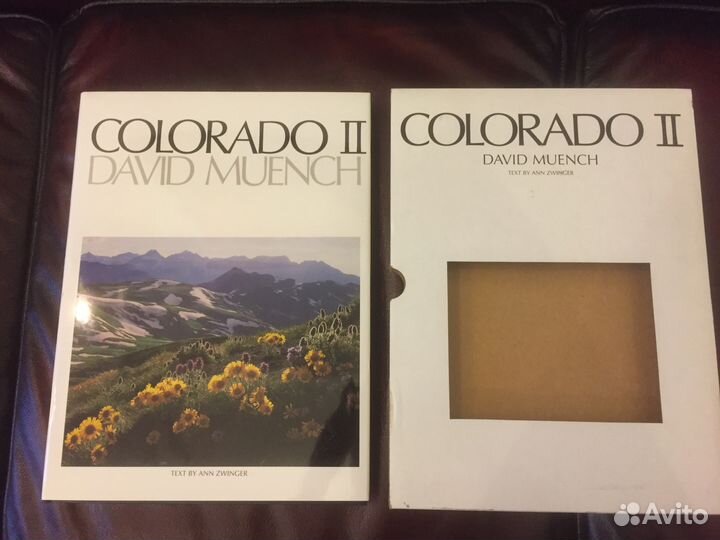 COLORADO II
DAVID MUENCH
TEXT BY ANN ZWINGER
COLORADO II
DAVID MUENCH
TEXT BY ANN ZWINGER
Avito